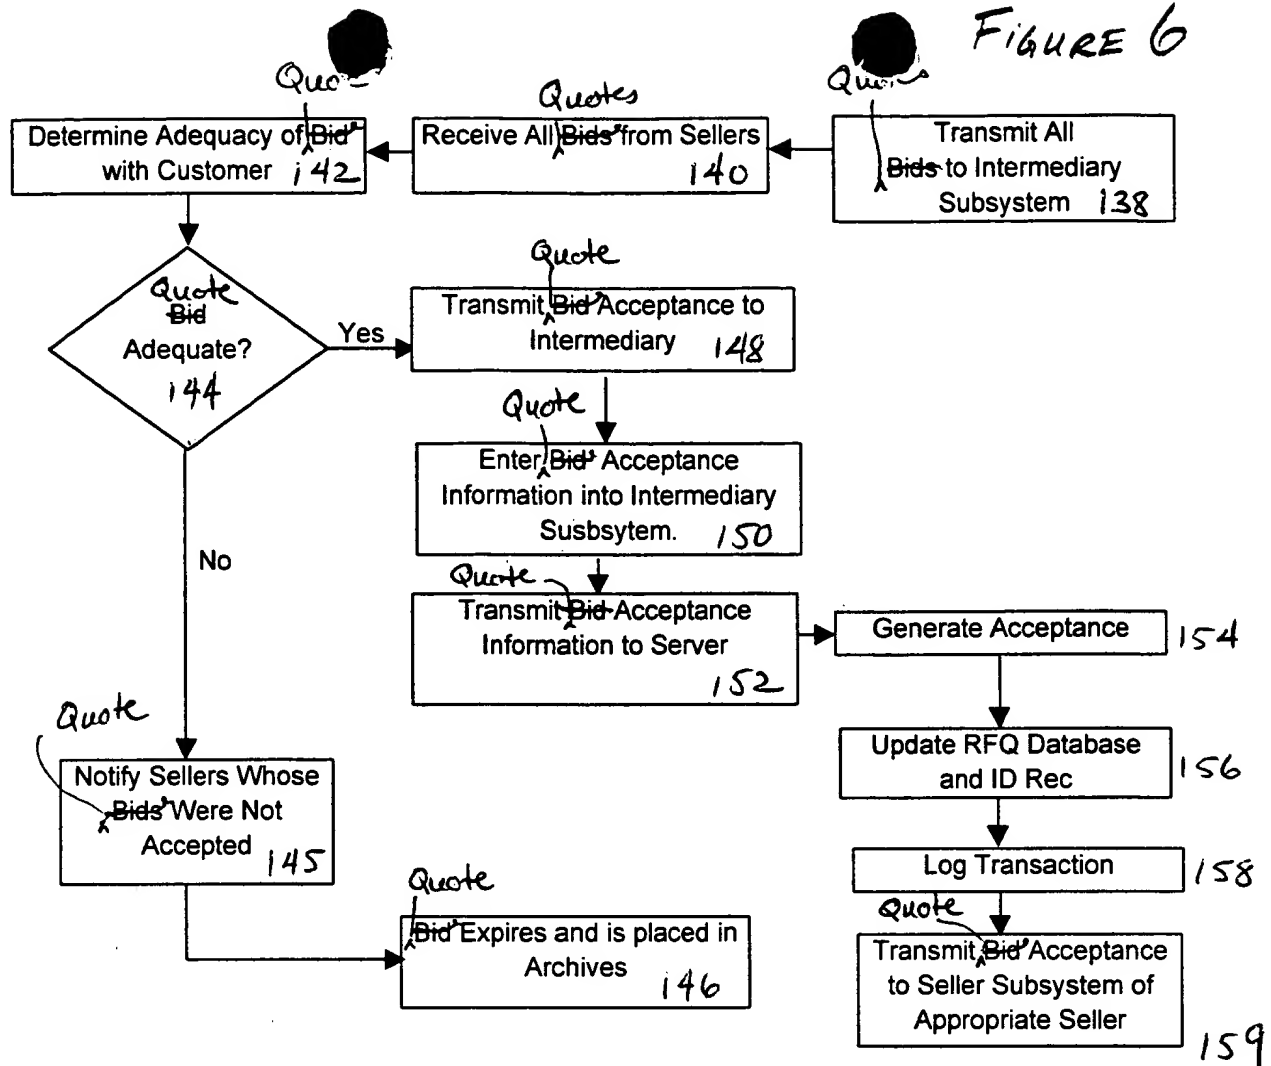 FIGURE 6
Quotes
Transmit All
Bids to Intermediary
Subsystem 138
Quotes
Receive All Bids from Sellers
140
Determine Adequacy of Bid
with Customer 142
Quote
Bid
Adequate?
144
Yes
No
Quote
Transmit Bid Acceptance to
Intermediary 148
Quote
Enter Bid Acceptance
Information into Intermediary
Susbsytem. 150
Quote
Transmit Bid Acceptance
Information to Server
152
Generate Acceptance 154
Update RFQ Database
and ID Rec 156
Log Transaction 158
Quote
Transmit Bid Acceptance
to Seller Subsystem of
Appropriate Seller
159
Quote
Notify Sellers Whose
Bids Were Not
Accepted 145
Quote
Bid Expires and is placed in
Archives 146